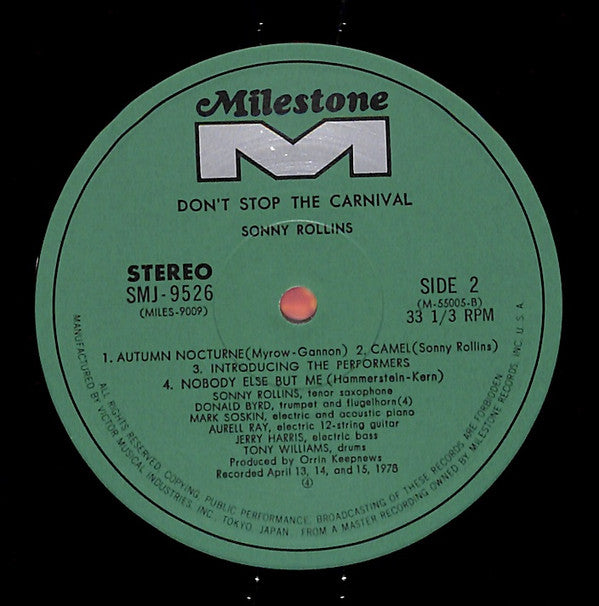 Milestone
M
DON'T STOP THE CARNIVAL
SONNY ROLLINS
STEREO
SMJ-9526
(MILES-9009)
SIDE 2
(M-55005-B)
33 1/3 RPM
1. AUTUMN NOCTURNE(Myrow-Gannon) 2. CAMEL(Sonny Rollins)
3. INTRODUCING THE PERFORMERS
4. NOBODY ELSE BUT ME(Hammerstein-Kern)
SONNY ROLLINS, tenor saxophone
DONALD BYRD, trumpet and flugelhorn(4)
MARK SOSKIN, electric and acoustic piano
AURELL RAY, electric 12-string guitar
JERRY HARRIS, electric bass
TONY WILLIAMS, drums
Produced by Orrin Keepnews
Recorded April 13, 14, and 15, 1978
4
ALL RIGHTS RESERVED. COPYING, PUBLIC PERFORMANCE, BROADCASTING OF THESE RECORDS ARE FORBIDDEN
MANUFACTURED BY VICTOR MUSICAL INDUSTRIES, INC., TOKYO JAPAN. FROM A MASTER RECORDING OWNED BY MILESTONE RECORDS, INC. U.S.A.